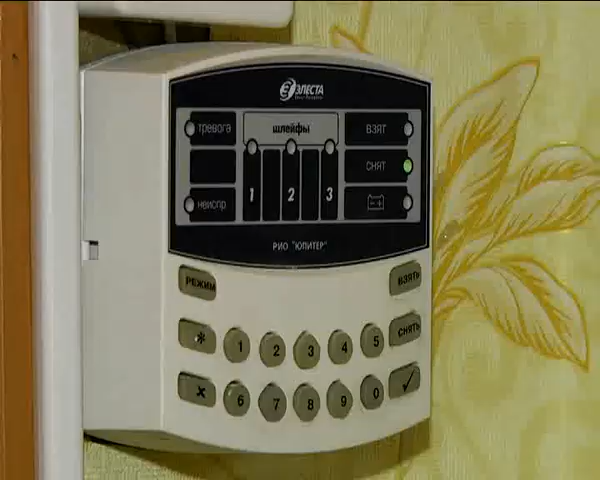 ЭЛЕСТА
тревога шлейфы ВЗЯТ
СНЯТ
неиспр 1 2 3
РИО "ЮПИТЕР"
РЕЖИМ ВЗЯТЬ
* 1 2 3 4 5 СНЯТЬ
× 6 7 8 9 0 ✓